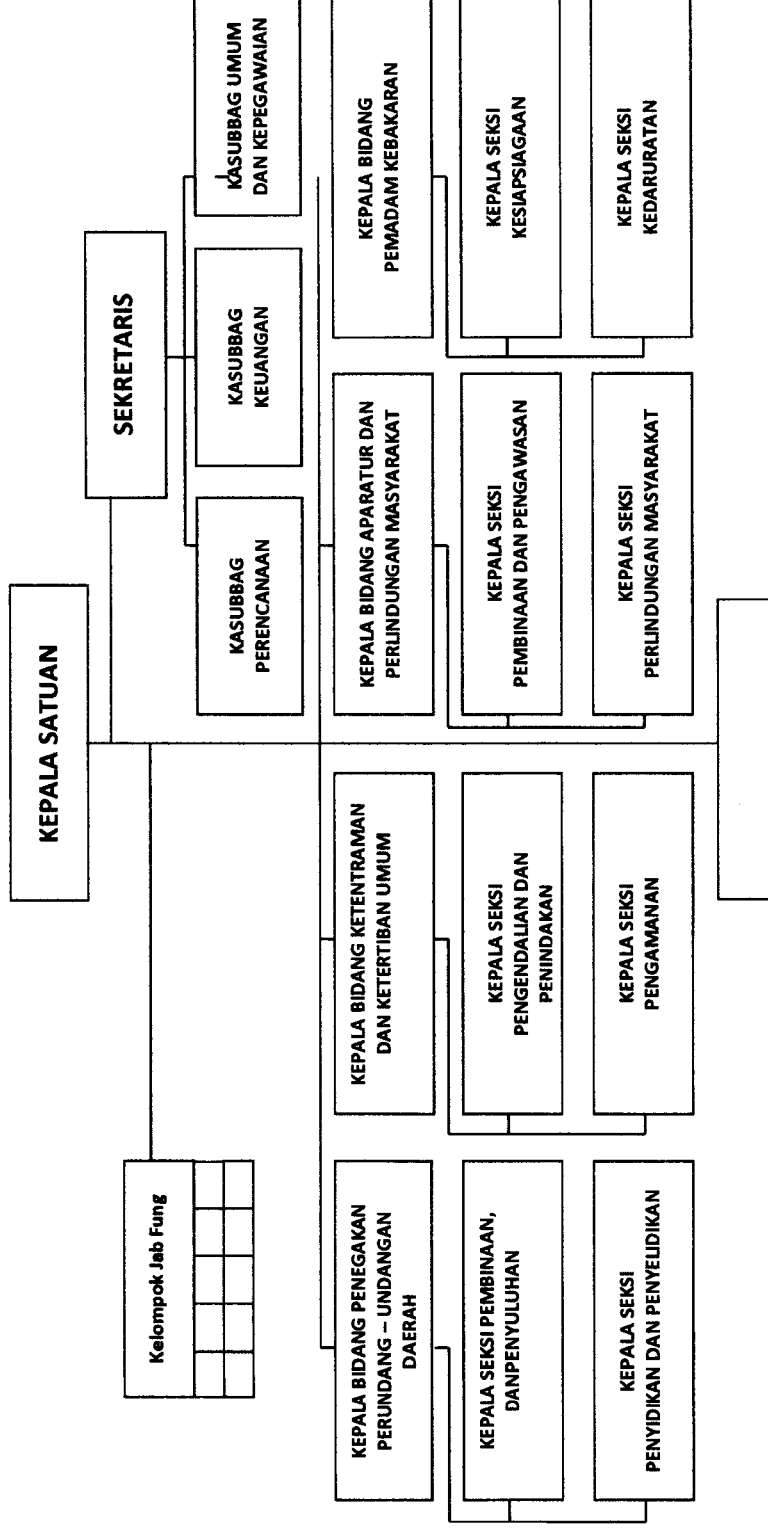 KEPALA SATUAN
SEKRETARIS
Kelompok Jab Fung
KASUBBAG
PERENCANAAN
KASUBBAG
KEUANGAN
KASUBBAG UMUM
DAN KEPEGAWAIAN
KEPALA BIDANG PENEGAKAN
PERUNDANG – UNDANGAN
DAERAH
KEPALA BIDANG KETENTRAMAN
DAN KETERTIBAN UMUM
KEPALA BIDANG APARATUR DAN
PERLINDUNGAN MASYARAKAT
KEPALA BIDANG
PEMADAM KEBAKARAN
KEPALA SEKSI PEMBINAAN,
DANPENYULUHAN
KEPALA SEKSI
PENGENDALIAN DAN
PENINDAKAN
KEPALA SEKSI
PEMBINAAN DAN PENGAWASAN
KEPALA SEKSI
KESIAPSIAGAAN
KEPALA SEKSI
PENYIDIKAN DAN PENYELIDIKAN
KEPALA SEKSI
PENGAMANAN
KEPALA SEKSI
PERLINDUNGAN MASYARAKAT
KEPALA SEKSI
KEDARURATAN